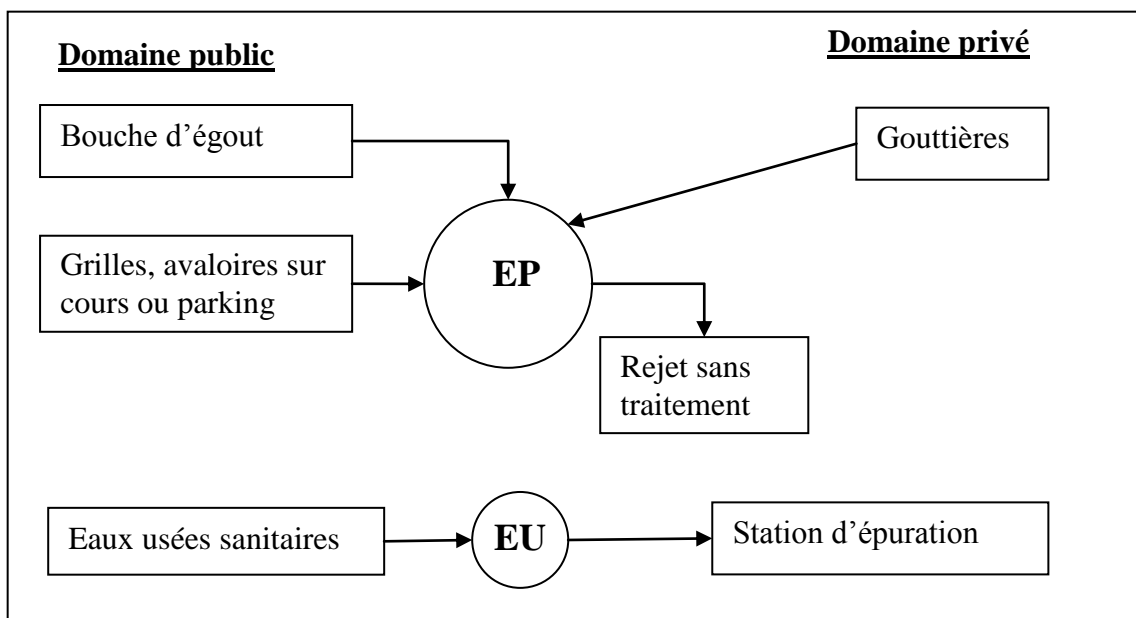 Domaine public
Domaine privé
Bouche d'égout
Gouttières
Grilles, avaloires sur
cours ou parking
EP
Rejet sans
traitement
Eaux usées sanitaires
EU
Station d'épuration